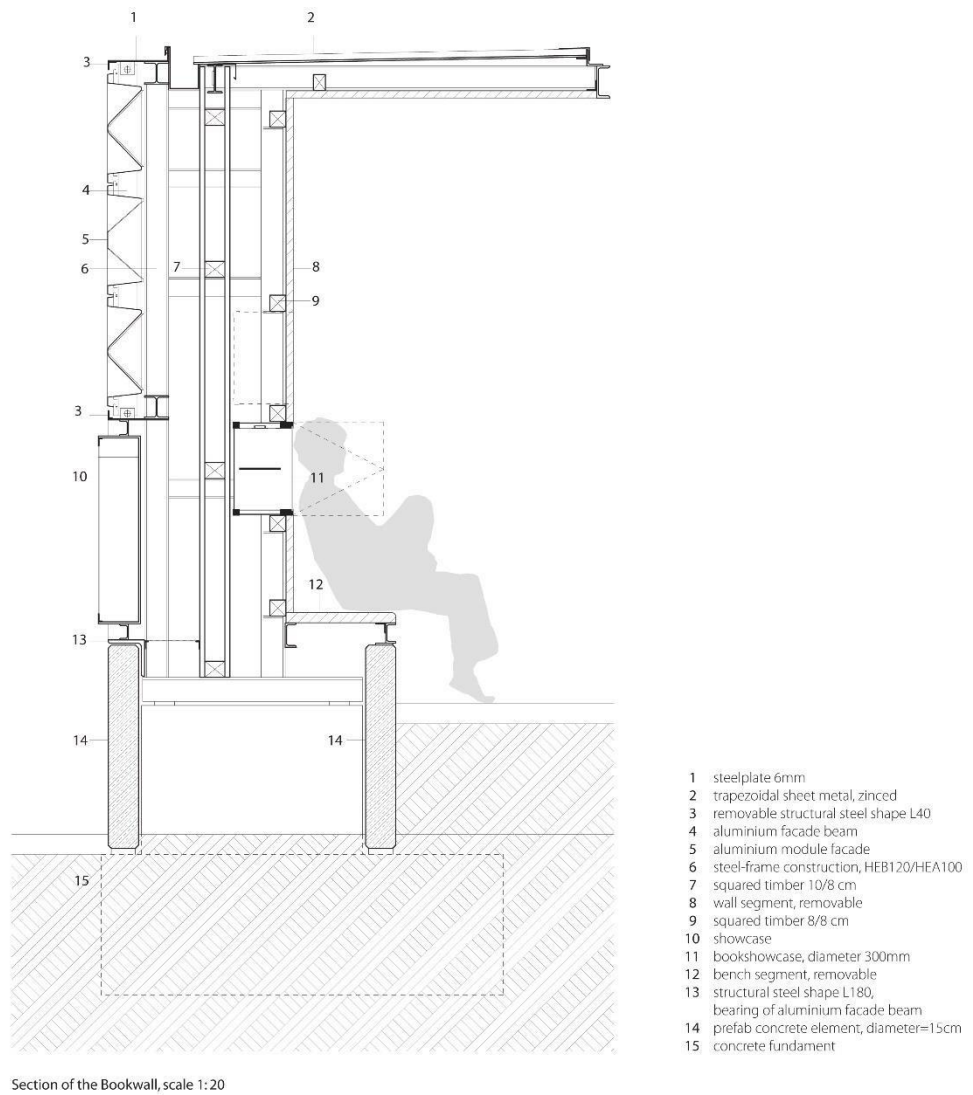 1
2
3
4
5
6
7
8
9
3
10
11
12
13
14
14
15
1 steelplate 6mm
2 trapezoidal sheet metal, zinced
3 removable structural steel shape L40
4 aluminium facade beam
5 aluminium module facade
6 steel-frame construction, HEB120/HEA100
7 squared timber 10/8 cm
8 wall segment, removable
9 squared timber 8/8 cm
10 showcase
11 bookshowcase, diameter 300mm
12 bench segment, removable
13 structural steel shape L180,
bearing of aluminium facade beam
14 prefab concrete element, diameter=15cm
15 concrete fundament
Section of the Bookwall, scale 1:20